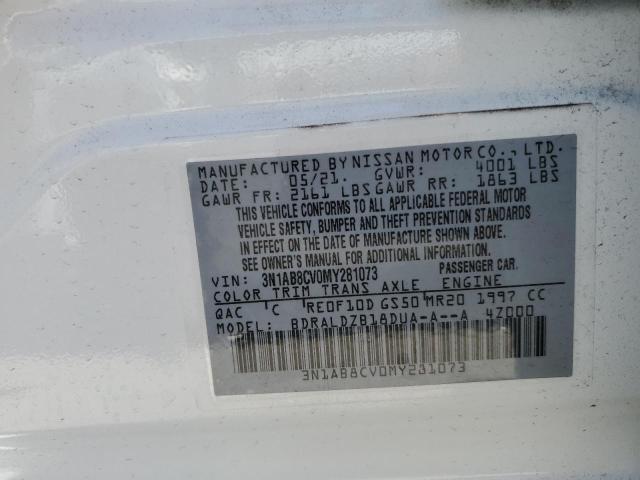 MANUFACTURED BY NISSAN MOTOR CO., LTD.
DATE: 05/21. GVWR: 4001 LBS
GAWR FR: 2161 LBS GAWR RR: 1863 LBS
THIS VEHICLE CONFORMS TO ALL APPLICABLE FEDERAL MOTOR
VEHICLE SAFETY, BUMPER AND THEFT PREVENTION STANDARDS
IN EFFECT ON THE DATE OF MANUFACTURE SHOWN ABOVE.
SEE OWNER'S MANUAL FOR ADDITIONAL INFORMATION.
VIN: 3N1AB8CV0MY281073 PASSENGER CAR.
COLOR TRIM TRANS AXLE ENGINE
QAC C RE0F10D GS50 MR20 1997 CC
MODEL: BDRALDZB18DUA-A--A 4Z000
3N1AB8CV0MY281073